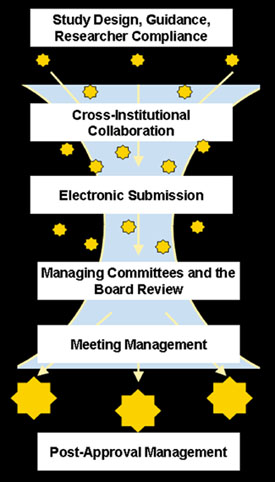 Study Design, Guidance,
Researcher Compliance
Cross-Institutional
Collaboration
Electronic Submission
Managing Committees and the
Board Review
Meeting Management
Post-Approval Management